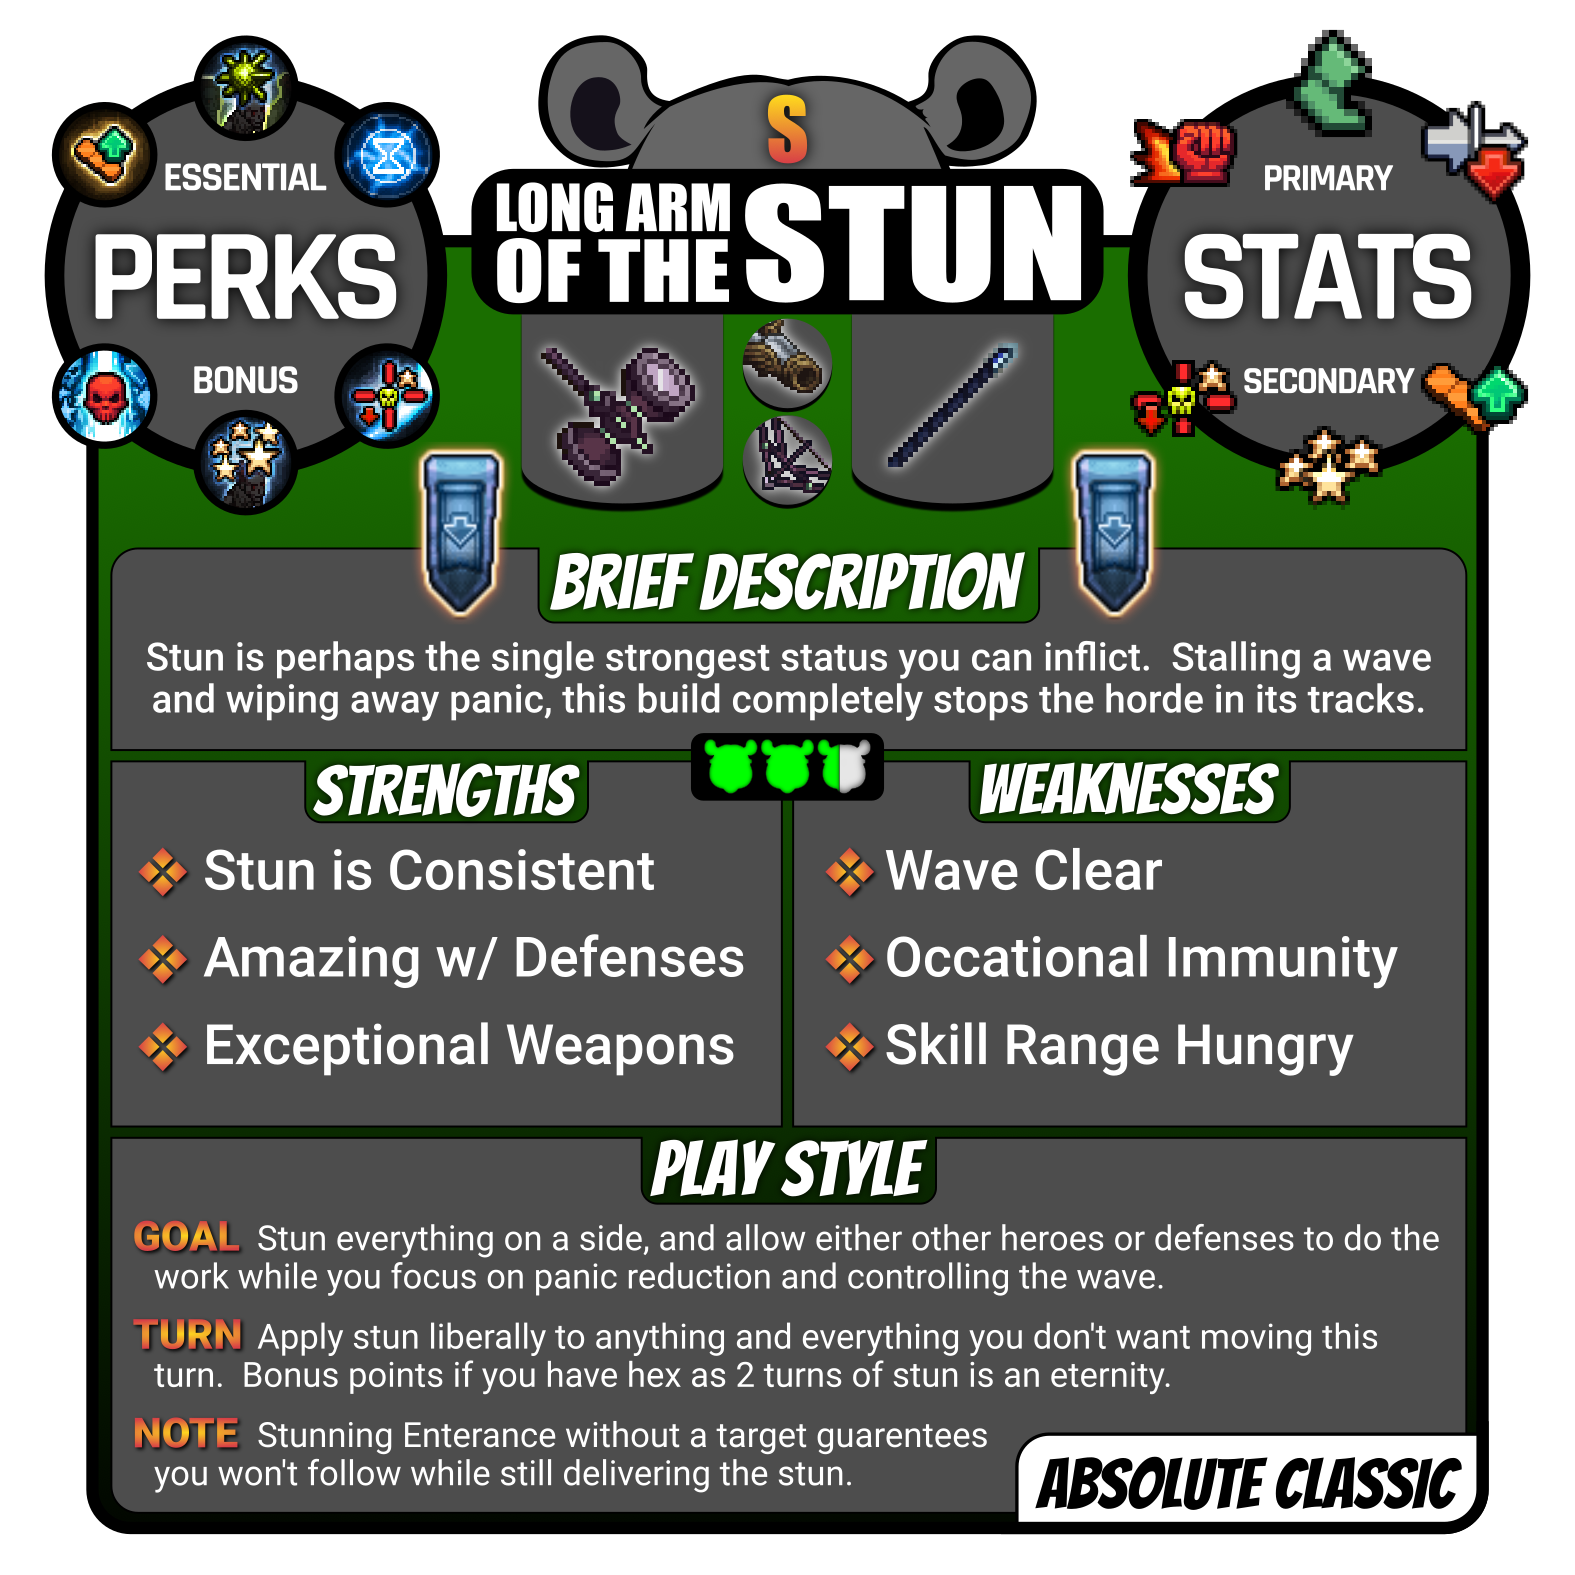 S
LONG ARM
OF THE STUN
ESSENTIAL
PERKS
BONUS
PRIMARY
STATS
SECONDARY
BRIEF DESCRIPTION
Stun is perhaps the single strongest status you can inflict.  Stalling a wave
and wiping away panic, this build completely stops the horde in its tracks.
STRENGTHS
Stun is Consistent
Amazing w/ Defenses
Exceptional Weapons
WEAKNESSES
Wave Clear
Occational Immunity
Skill Range Hungry
PLAY STYLE
GOAL Stun everything on a side, and allow either other heroes or defenses to do the
work while you focus on panic reduction and controlling the wave.
TURN Apply stun liberally to anything and everything you don't want moving this
turn.  Bonus points if you have hex as 2 turns of stun is an eternity.
NOTE Stunning Enterance without a target guarentees
you won't follow while still delivering the stun.
ABSOLUTE CLASSIC